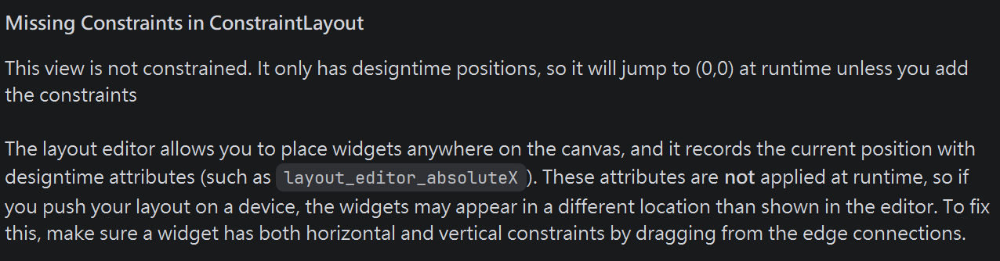 Missing Constraints in ConstraintLayout
This view is not constrained. It only has designtime positions, so it will jump to (0,0) at runtime unless you add
the constraints
The layout editor allows you to place widgets anywhere on the canvas, and it records the current position with
designtime attributes (such as layout_editor_absoluteX). These attributes are not applied at runtime, so if
you push your layout on a device, the widgets may appear in a different location than shown in the editor. To fix
this, make sure a widget has both horizontal and vertical constraints by dragging from the edge connections.